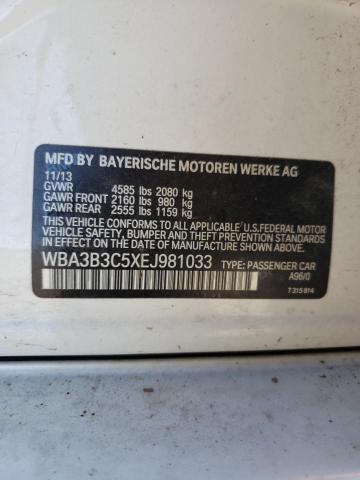 MFD BY BAYERISCHE MOTOREN WERKE AG
11/13
GVWR 4585 lbs 2080 kg
GAWR FRONT 2160 lbs 980 kg
GAWR REAR 2555 lbs 1159 kg
THIS VEHICLE CONFORMS TO ALL APPLICABLE U.S. FEDERAL MOTOR
VEHICLE SAFETY, BUMPER AND THEFT PREVENTION
STANDARDS IN EFFECT ON THE DATE OF MANUFACTURE SHOWN ABOVE.
WBA3B3C5XEJ981033 TYPE: PASSENGER CAR
A96/0
7 315 814